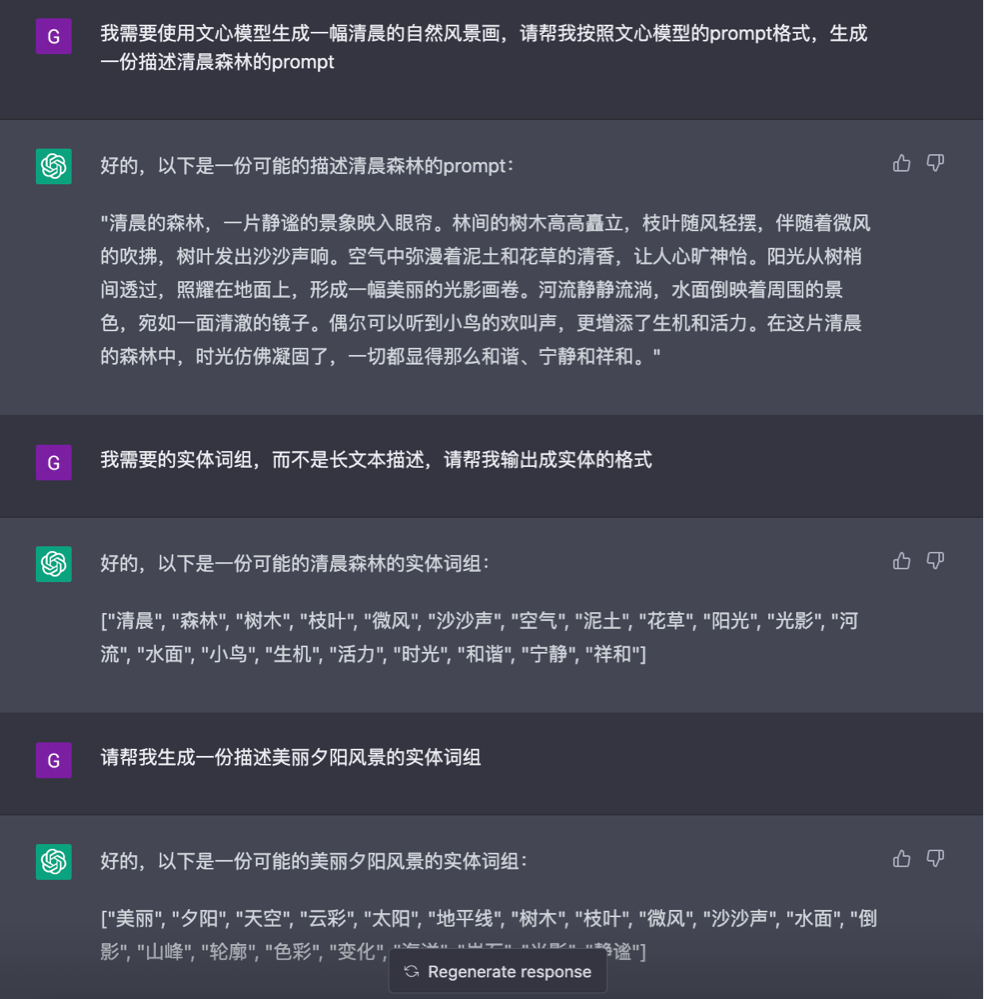 G
我需要使用文心模型生成一幅清晨的自然风景画，请帮我按照文心模型的prompt格式，生成
一份描述清晨森林的prompt
好的，以下是一份可能的描述清晨森林的prompt：
"清晨的森林，一片静谧的景象映入眼帘。林间的树木高高矗立，枝叶随风轻摆，伴随着微风
的吹拂，树叶发出沙沙声响。空气中弥漫着泥土和花草的清香，让人心旷神怡。阳光从树梢
间透过，照耀在地面上，形成一幅美丽的光影画卷。河流静静流淌，水面倒映着周围的景
色，宛如一面清澈的镜子。偶尔可以听到小鸟的欢叫声，更增添了生机和活力。在这片清晨
的森林中，时光仿佛凝固了，一切都显得那么和谐、宁静和祥和。"
G
我需要的实体词组，而不是长文本描述，请帮我输出成实体的格式
好的，以下是一份可能的清晨森林的实体词组：
["清晨", "森林", "树木", "枝叶", "微风", "沙沙声", "空气", "泥土", "花草", "阳光", "光影", "河
流", "水面", "小鸟", "生机", "活力", "时光", "和谐", "宁静", "祥和"]
G
请帮我生成一份描述美丽夕阳风景的实体词组
好的，以下是一份可能的美丽夕阳风景的实体词组：
["美丽", "夕阳", "天空", "云彩", "太阳", "地平线", "树木", "枝叶", "微风", "沙沙声", "水面", "倒
影", "山峰", "轮廓", "色彩", "变化", 静谧"]
Regenerate response